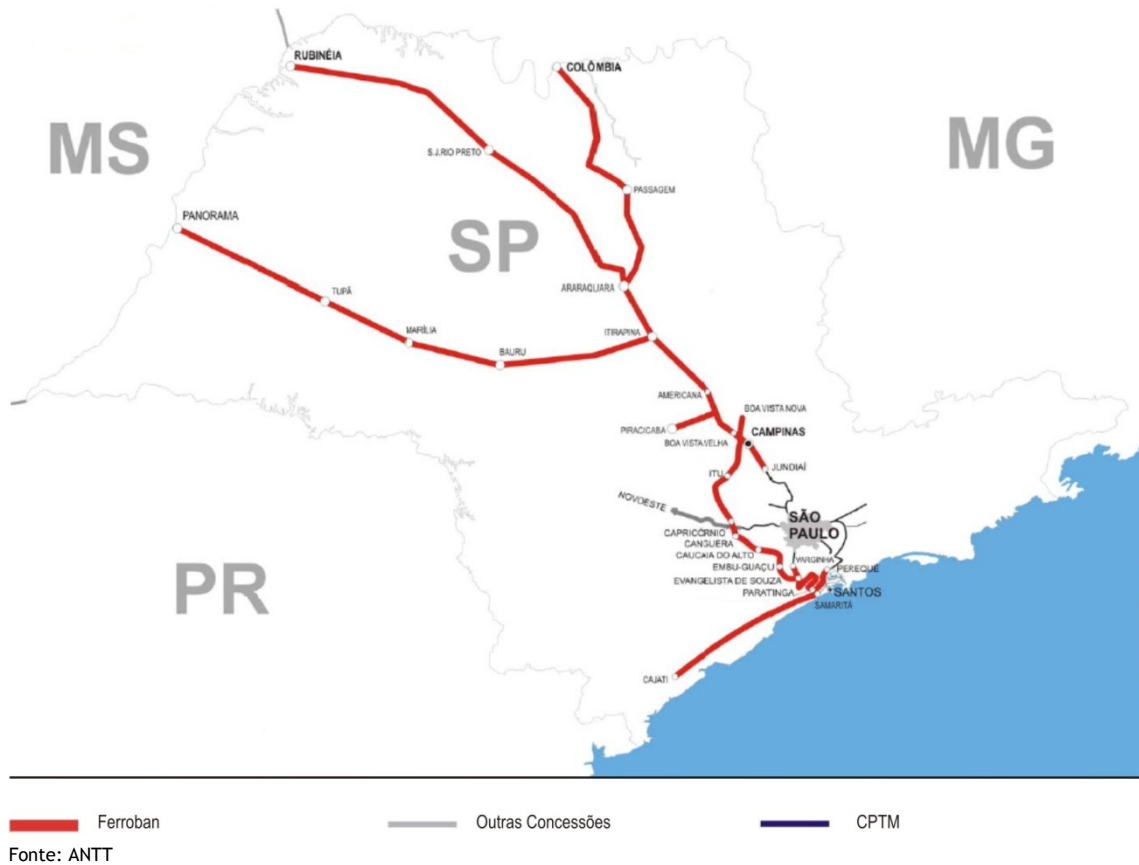 RUBINÉIA
COLÔMBIA
MS
MG
S.J.RIO PRETO
PASSAGEM
PANORAMA
SP
ARARAQUARA
TUPÃ
MARÍLIA
ITIRAPINA
BAURU
AMERICANA
BOA VISTA NOVA
PIRACICABA
CAMPINAS
BOA VISTA VELHA
ITU
JUNDIAÍ
NOVOESTE
SÃO
PAULO
CAPRICÓRNIO
CANGUERA
CAUCAIA DO ALTO
VARGINHA
EMBU-GUAÇU
PEREQUÊ
EVANGELISTA DE SOUZA
PR
PARATINGA
SANTOS
SAMARITÁ
CAJATI
Ferroban
Outras Concessões
CPTM
Fonte: ANTT